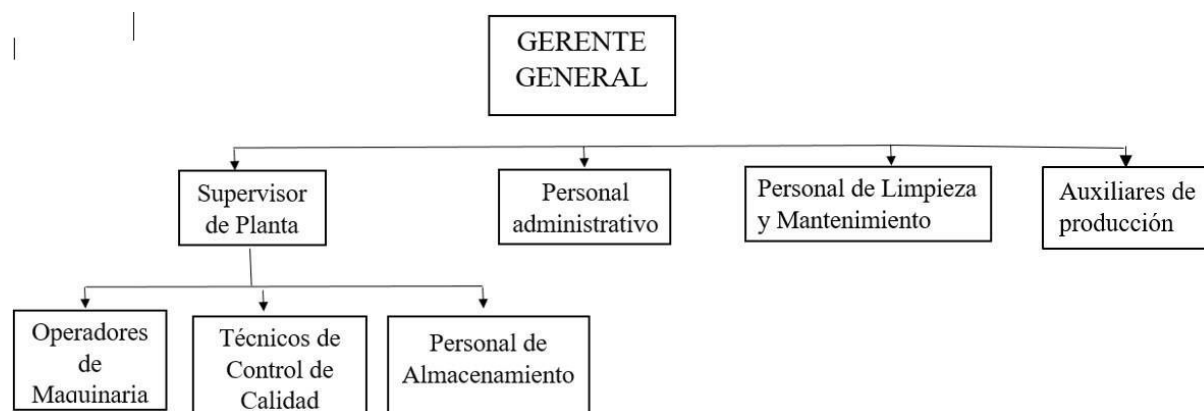 GERENTE
GENERAL
Supervisor
de Planta
Personal
administrativo
Personal de Limpieza
y Mantenimiento
Auxiliares de
producción
Operadores
de
Maquinaria
Técnicos de
Control de
Calidad
Personal de
Almacenamiento